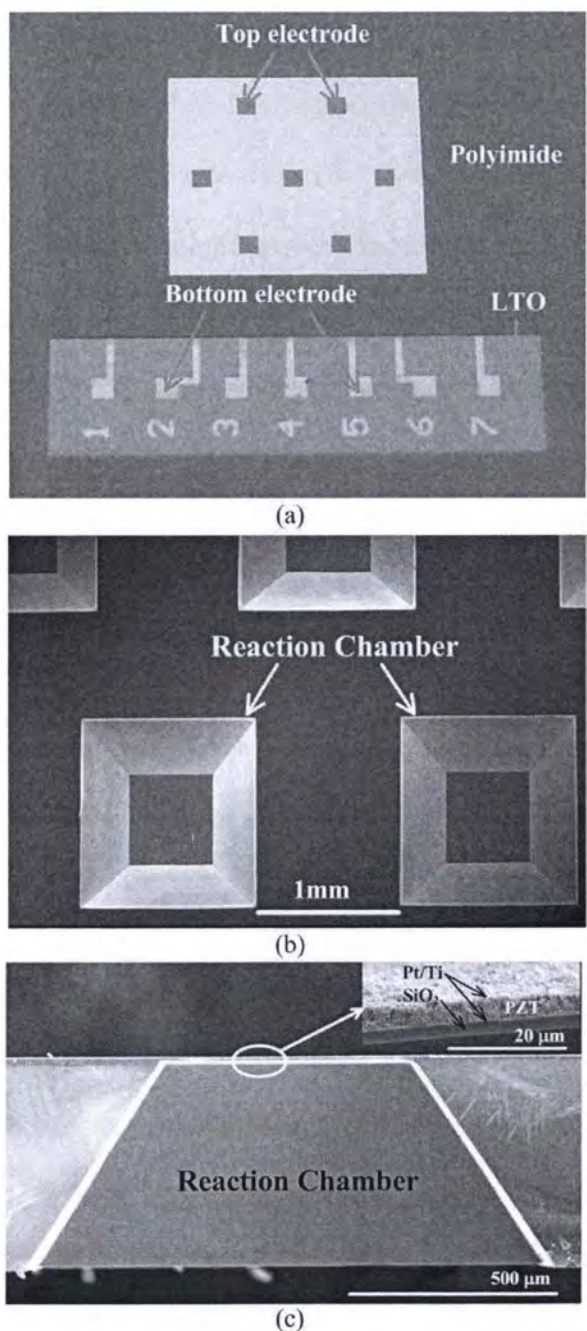 Top electrode
Polyimide
Bottom electrode
LTO
1 2 3 4 5 6 7
(a)
Reaction Chamber
1mm
(b)
Pt/Ti
SiO₂
PZT
20 μm
Reaction Chamber
500 μm
(c)